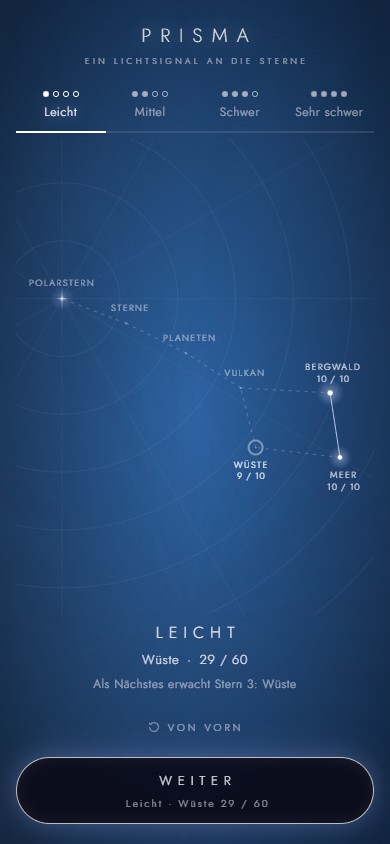 PRISMA
EIN LICHTSIGNAL AN DIE STERNE
Leicht
Mittel
Schwer
Sehr schwer
POLARSTERN
STERNE
PLANETEN
VULKAN
BERGWALD
10 / 10
WÜSTE
9 / 10
MEER
10 / 10
LEICHT
Wüste · 29 / 60
Als Nächstes erwacht Stern 3: Wüste
VON VORN
WEITER
Leicht · Wüste 29 / 60